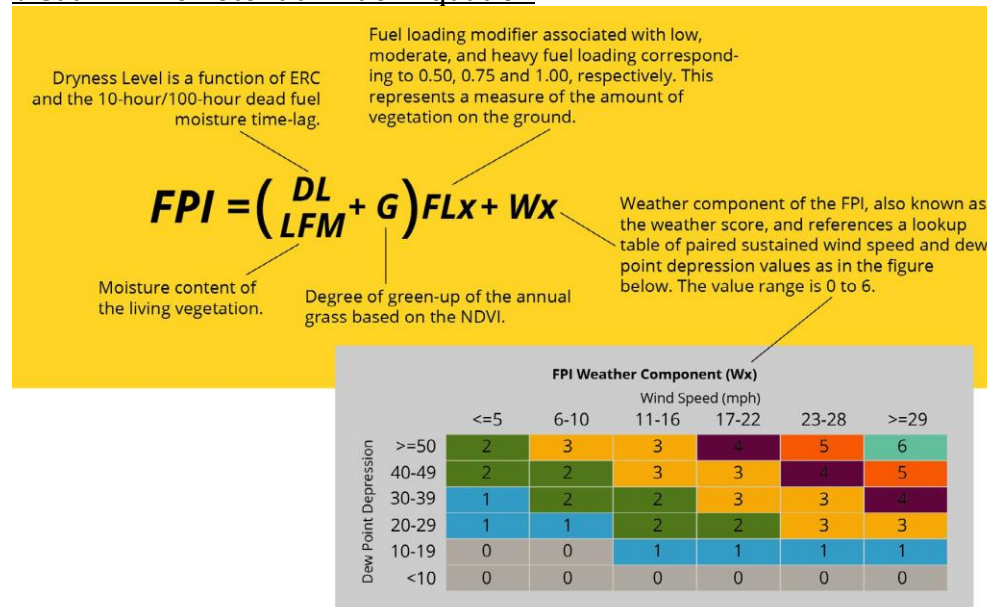 Fuel loading modifier associated with low,
moderate, and heavy fuel loading correspond-
ing to 0.50, 0.75 and 1.00, respectively. This
represents a measure of the amount of
vegetation on the ground.
Dryness Level is a function of ERC
and the 10-hour/100-hour dead fuel
moisture time-lag.
FPI = ( DL
LFM + G ) FLx + Wx
Weather component of the FPI, also known as
the weather score, and references a lookup
table of paired sustained wind speed and dew
point depression values as in the figure
below. The value range is 0 to 6.
Moisture content of
the living vegetation.
Degree of green-up of the annual
grass based on the NDVI.
FPI Weather Component (Wx)
Wind Speed (mph)
<=5 6-10 11-16 17-22 23-28 >=29
Dew Point Depression
>=50 2 3 3 4 5 6
40-49 2 2 3 3 4 5
30-39 1 2 2 3 3 4
20-29 1 1 2 2 3 3
10-19 0 0 1 1 1 1
<10 0 0 0 0 0 0